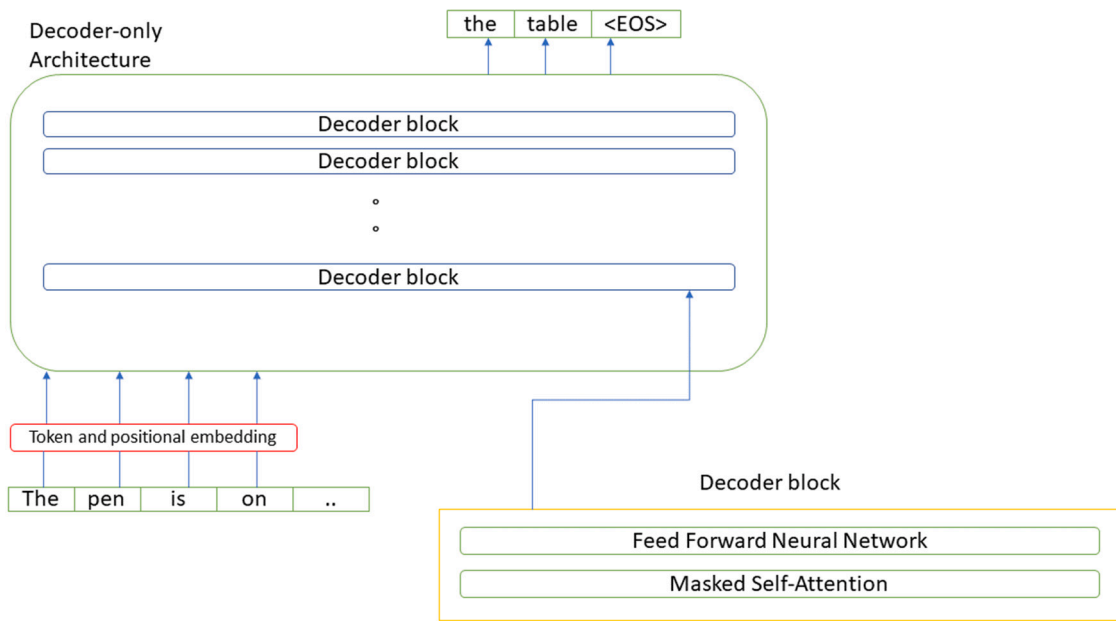 the table <EOS>
Decoder-only
Architecture
Decoder block
Decoder block
Decoder block
Token and positional embedding
The pen is on ..
Decoder block
Feed Forward Neural Network
Masked Self-Attention